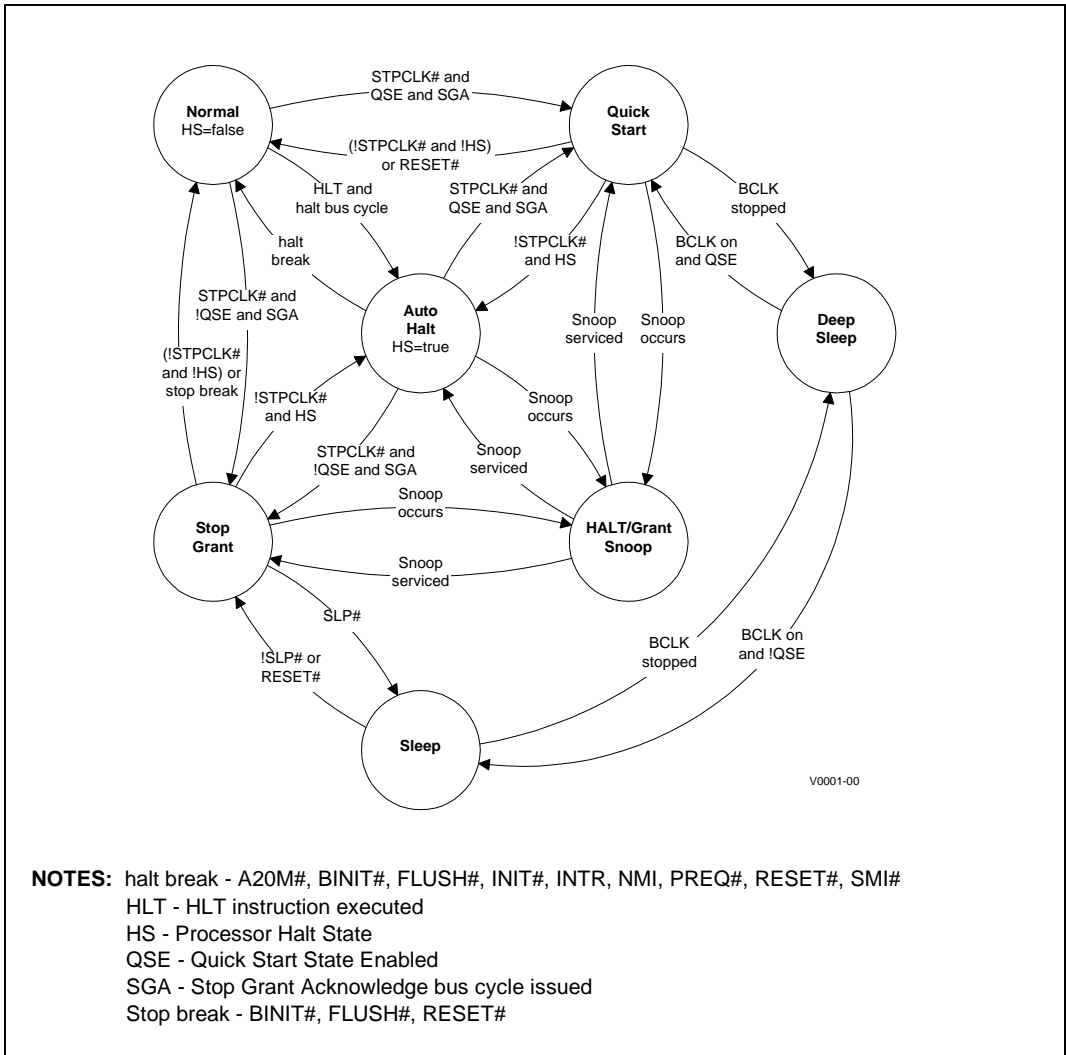 STPCLK# and
QSE and SGA
Normal
HS=false
Quick
Start
(!STPCLK# and !HS)
or RESET#
HLT and
halt bus cycle
STPCLK# and
QSE and SGA
BCLK
stopped
halt
break
!STPCLK#
and HS
BCLK on
and QSE
STPCLK# and
!QSE and SGA
Auto
Halt
HS=true
Snoop
serviced
Snoop
occurs
Deep
Sleep
(!STPCLK#
and !HS) or
stop break
!STPCLK#
and HS
Snoop
occurs
STPCLK# and
!QSE and SGA
Snoop
serviced
Snoop
occurs
Stop
Grant
HALT/Grant
Snoop
Snoop
serviced
SLP#
BCLK
stopped
BCLK on
and !QSE
!SLP# or
RESET#
Sleep
V0001-00
NOTES: halt break - A20M#, BINIT#, FLUSH#, INIT#, INTR, NMI, PREQ#, RESET#, SMI#
HLT - HLT instruction executed
HS - Processor Halt State
QSE - Quick Start State Enabled
SGA - Stop Grant Acknowledge bus cycle issued
Stop break - BINIT#, FLUSH#, RESET#